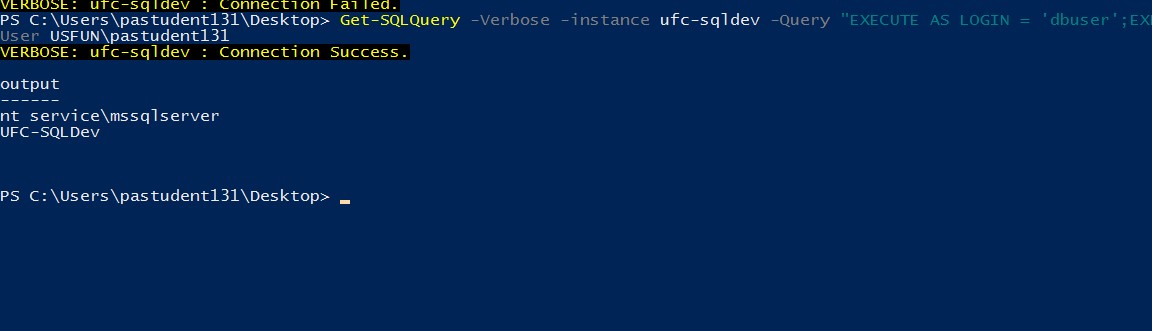 VERBOSE: ufc-sqldev : Connection Failed.
PS C:\Users\pastudent131\Desktop> Get-SQLQuery -Verbose -instance ufc-sqldev -Query "EXECUTE AS LOGIN = 'dbuser';EX
User USFUN\pastudent131
VERBOSE: ufc-sqldev : Connection Success.
output
------
nt service\mssqlserver
UFC-SQLDev
PS C:\Users\pastudent131\Desktop>